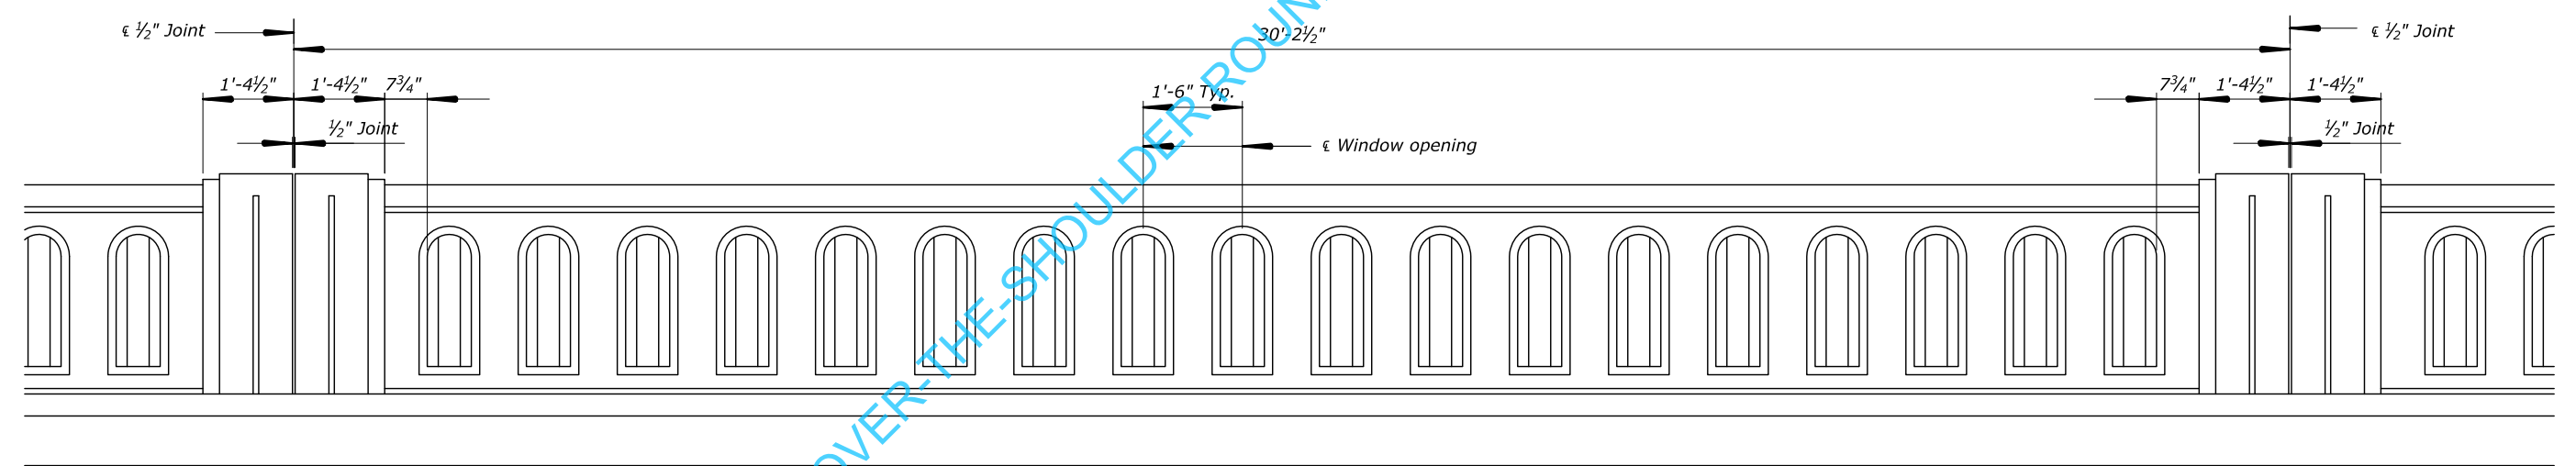 ℄ ½" Joint
30'-2½"
℄ ½" Joint
1'-4½" 1'-4½" 7¾"
1'-6" Typ.
7¾" 1'-4½" 1'-4½"
½" Joint
½" Joint
℄ Window opening
OVER-THE-SHOULDER ROUN